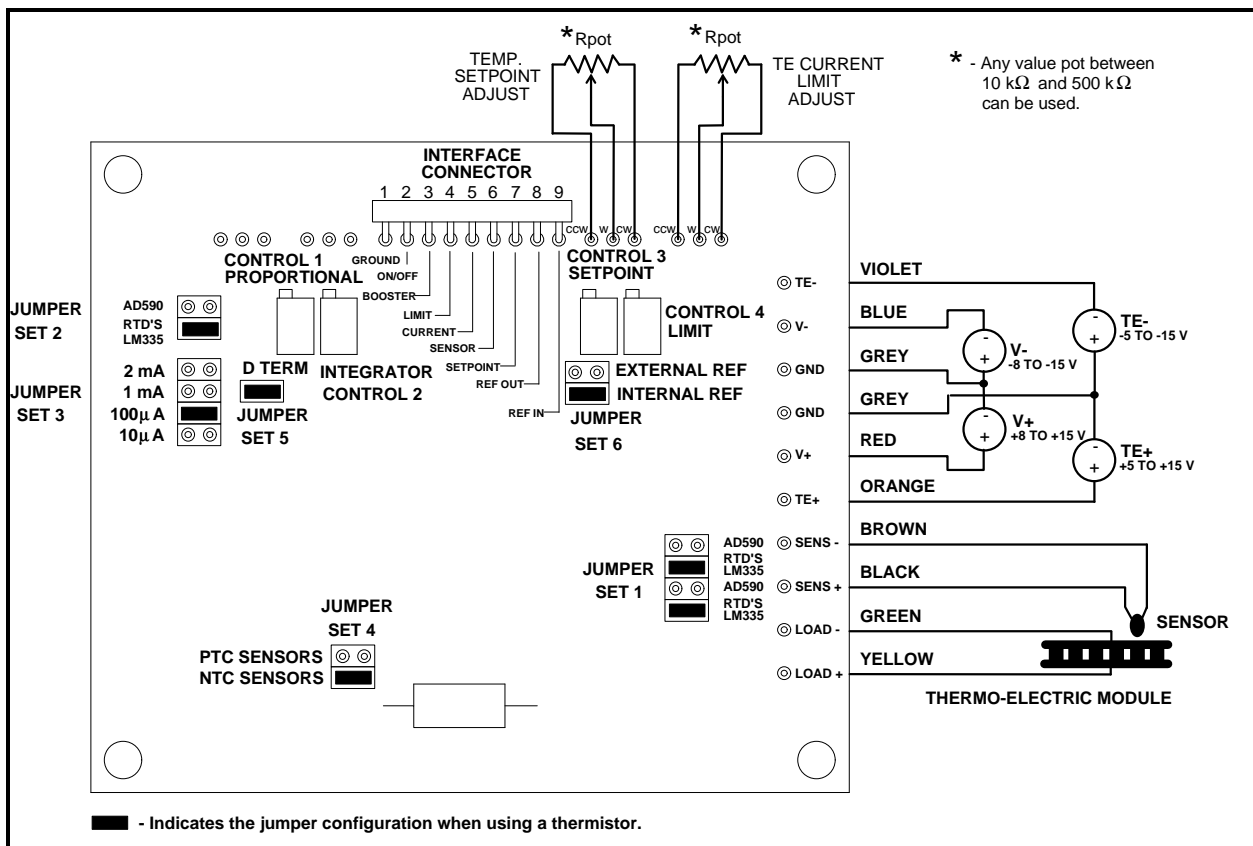 * Rpot
TEMP.
SETPOINT
ADJUST
* Rpot
TE CURRENT
LIMIT
ADJUST
* - Any value pot between
10 kΩ and 500 kΩ
can be used.
INTERFACE
CONNECTOR
1 2 3 4 5 6 7 8 9
CCW W CW
CCW W CW
CONTROL 1
PROPORTIONAL
GROUND
ON/OFF
BOOSTER
LIMIT
CURRENT
SENSOR
SETPOINT
REF OUT
REF IN
CONTROL 3
SETPOINT
CONTROL 4
LIMIT
JUMPER
SET 2
AD590
RTD'S
LM335
JUMPER
SET 3
2 mA
1 mA
100µ A
10µ A
D TERM
JUMPER
SET 5
INTEGRATOR
CONTROL 2
EXTERNAL REF
INTERNAL REF
JUMPER
SET 6
TE-
V-
GND
GND
V+
TE+
SENS -
SENS +
LOAD -
LOAD +
VIOLET
BLUE
GREY
GREY
RED
ORANGE
BROWN
BLACK
GREEN
YELLOW
-
+
V-
-8 TO -15 V
-
+
V+
+8 TO +15 V
-
+
TE-
-5 TO -15 V
-
+
TE+
+5 TO +15 V
JUMPER
SET 1
AD590
RTD'S
LM335
AD590
RTD'S
LM335
SENSOR
THERMO-ELECTRIC MODULE
JUMPER
SET 4
PTC SENSORS
NTC SENSORS
- Indicates the jumper configuration when using a thermistor.